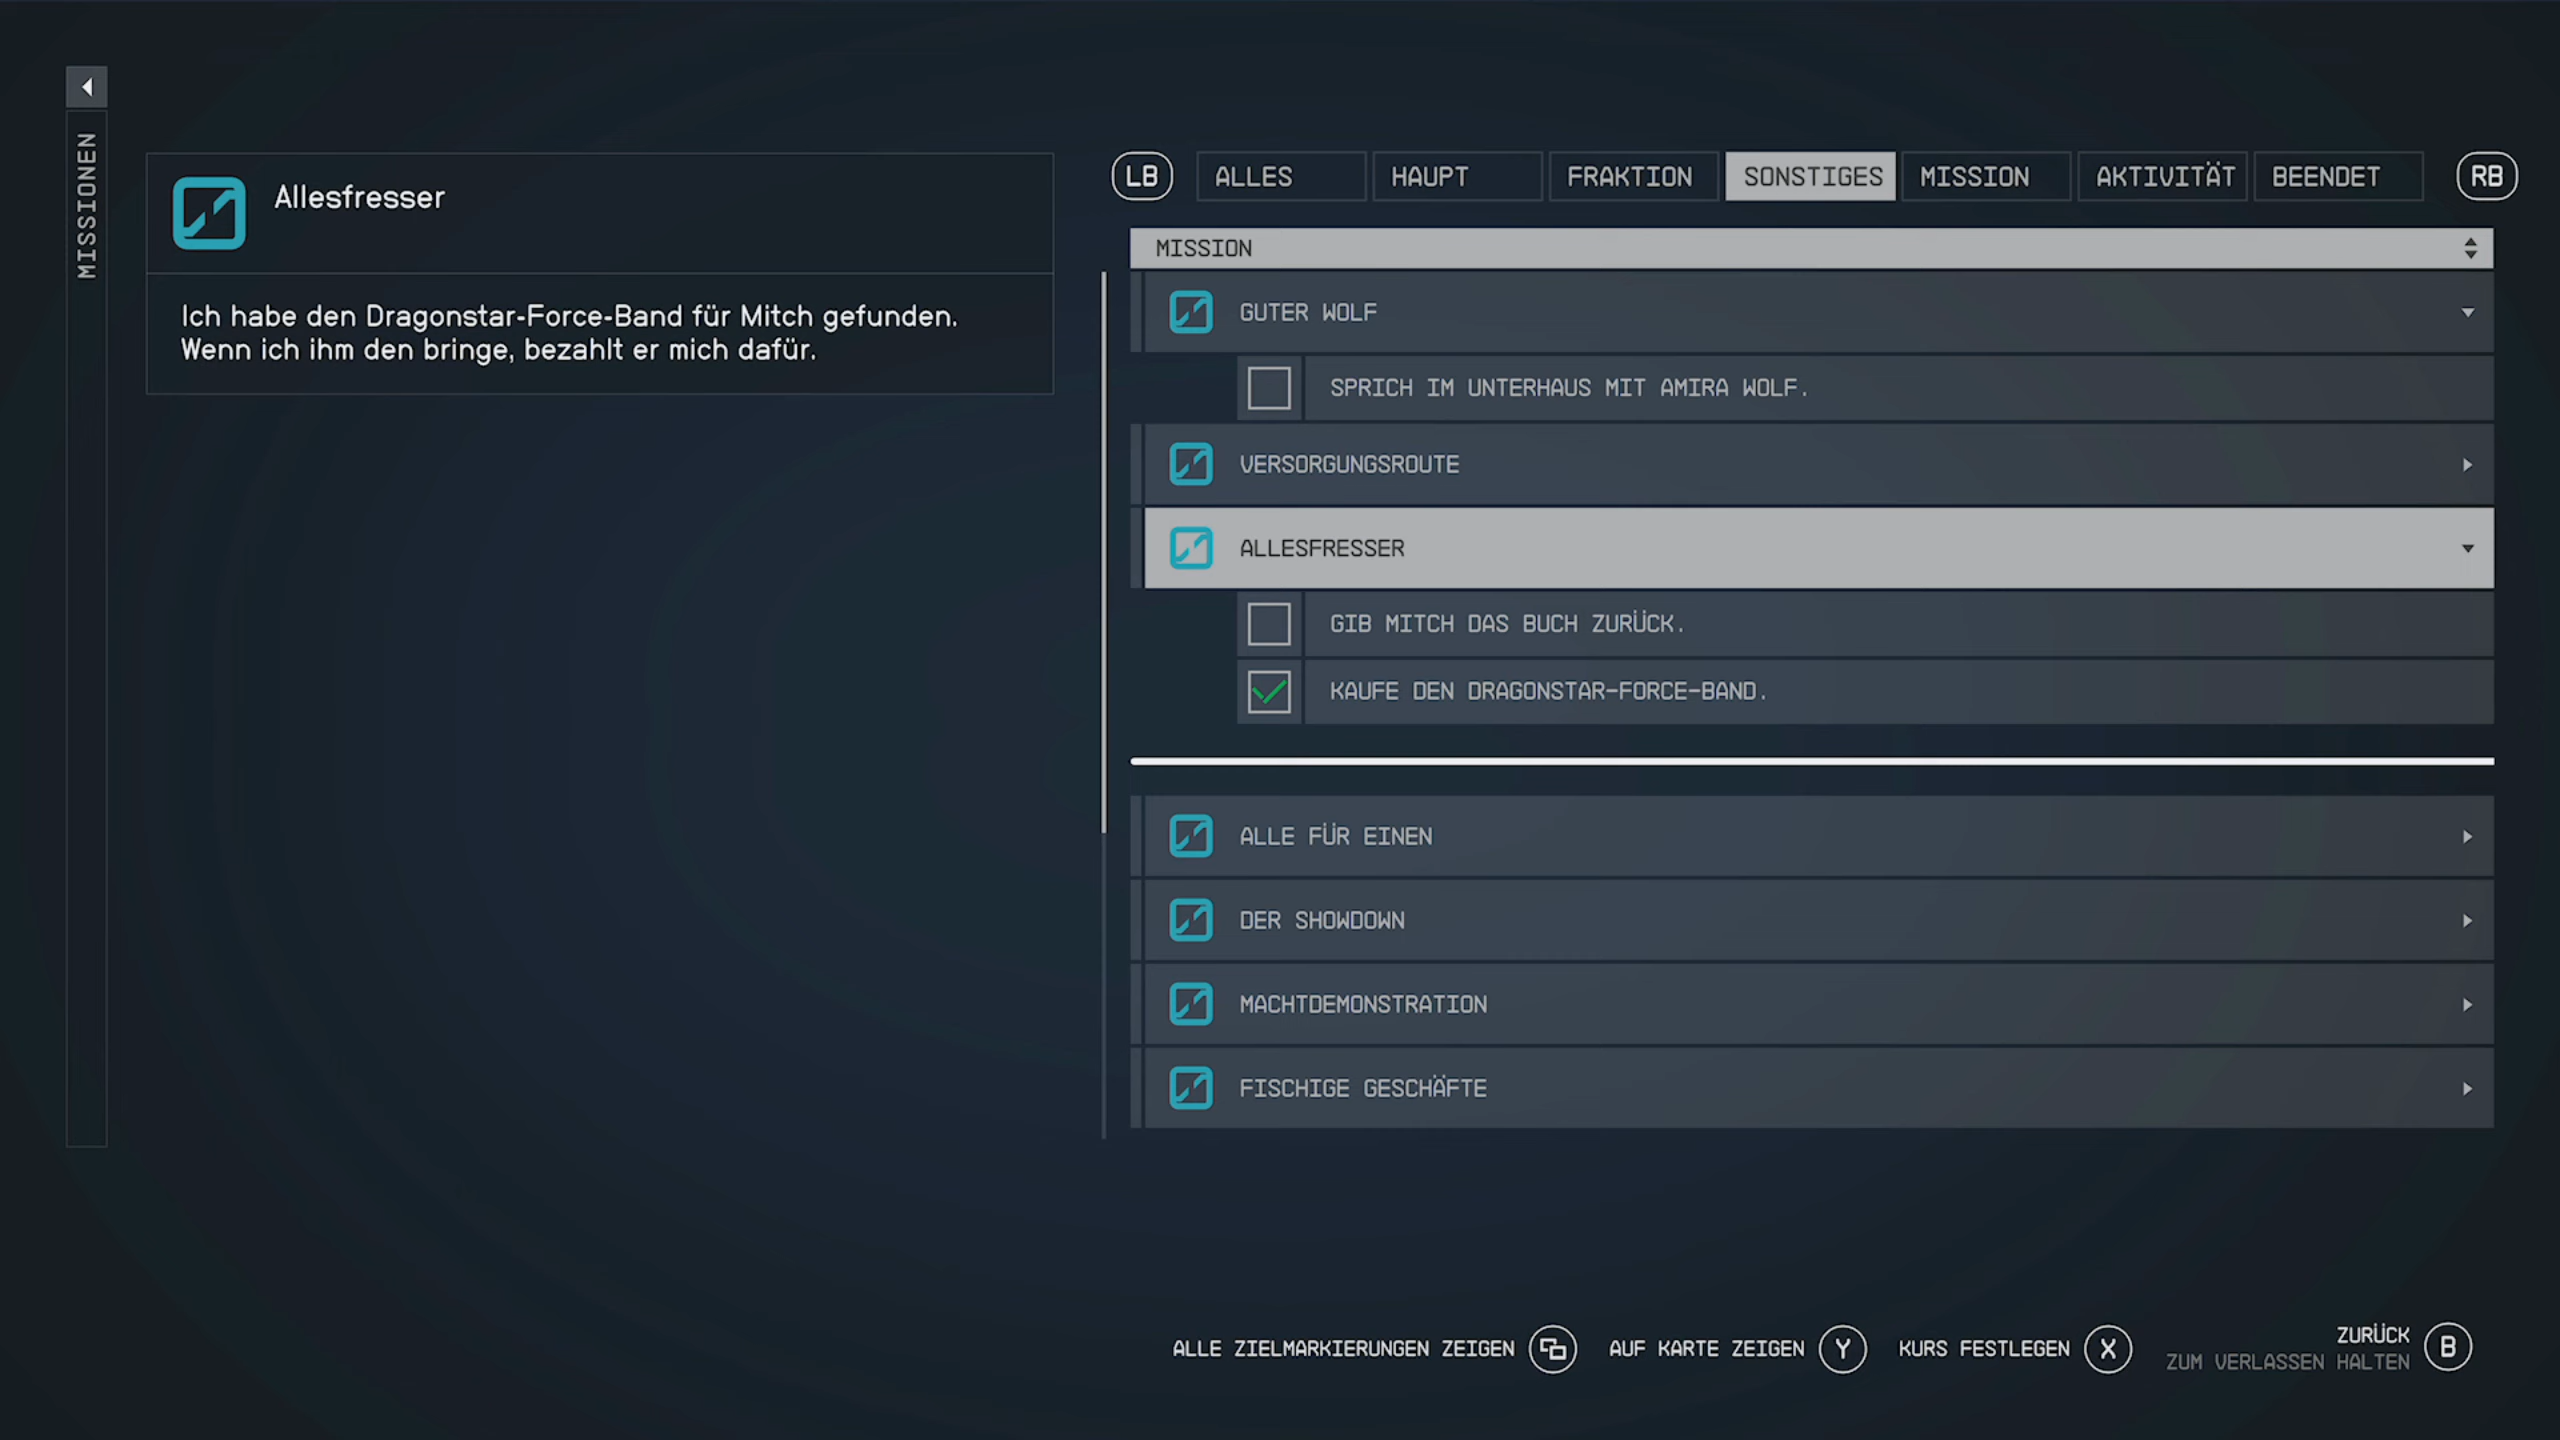 MISSIONEN
Allesfresser
Ich habe den Dragonstar-Force-Band für Mitch gefunden.
Wenn ich ihm den bringe, bezahlt er mich dafür.
LB
ALLES
HAUPT
FRAKTION
SONSTIGES
MISSION
AKTIVITÄT
BEENDET
RB
MISSION
GUTER WOLF
SPRICH IM UNTERHAUS MIT AMIRA WOLF.
VERSORGUNGSROUTE
ALLESFRESSER
GIB MITCH DAS BUCH ZURÜCK.
KAUFE DEN DRAGONSTAR-FORCE-BAND.
ALLE FÜR EINEN
DER SHOWDOWN
MACHTDEMONSTRATION
FISCHIGE GESCHÄFTE
ALLE ZIELMARKIERUNGEN ZEIGEN
AUF KARTE ZEIGEN Y
KURS FESTLEGEN X
ZURÜCK B
ZUM VERLASSEN HALTEN